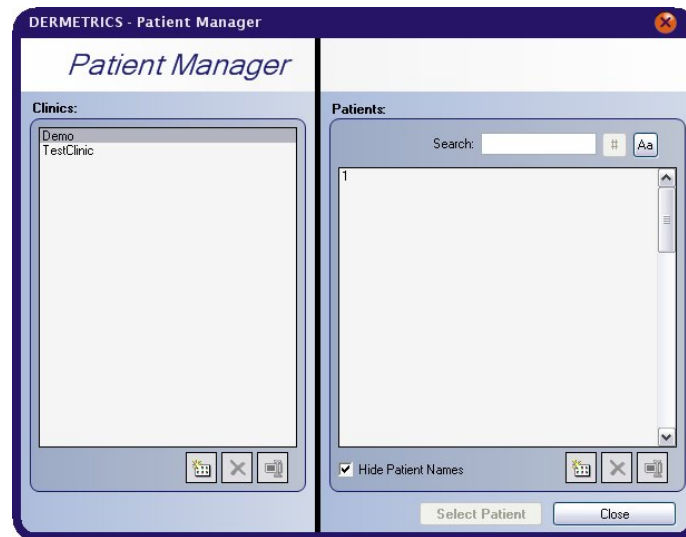 DERMETRICS - Patient Manager
Patient Manager
Clinics:
Demo
TestClinic
Patients:
Search:
#
Aa
1
Hide Patient Names
Select Patient
Close